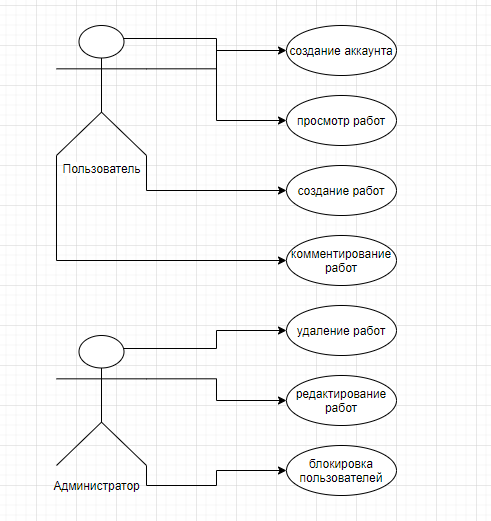 создание аккаунта
просмотр работ
Пользователь
создание работ
комментирование
работ
удаление работ
редактирование
работ
блокировка
пользователей
Администратор